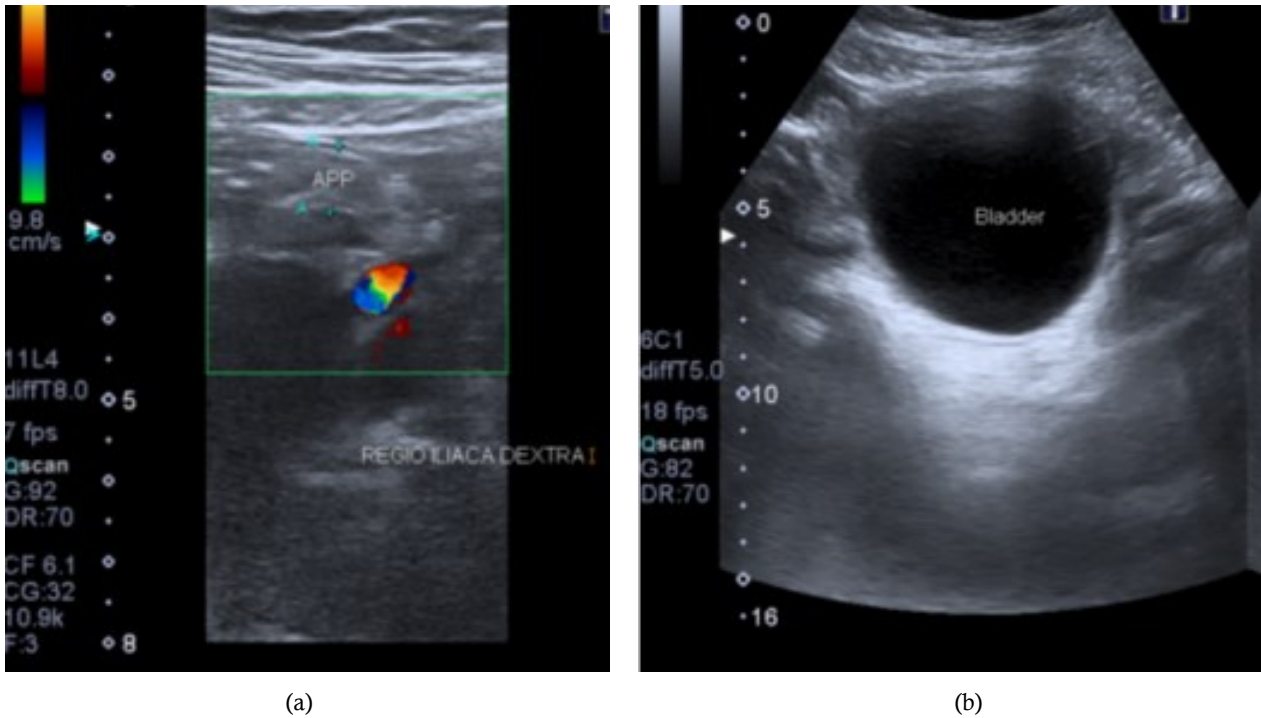 9.8
cm/s
11L4
diffT8.0
7 fps
Qscan
G:92
DR:70
CF 6.1
CG:32
10.9k
F:3
5
8
APP
A
REGIO ILIACA DEXTRA
0
5
10
16
Bladder
6C1
diffT5.0
18 fps
Qscan
G:82
DR:70
(a)
(b)